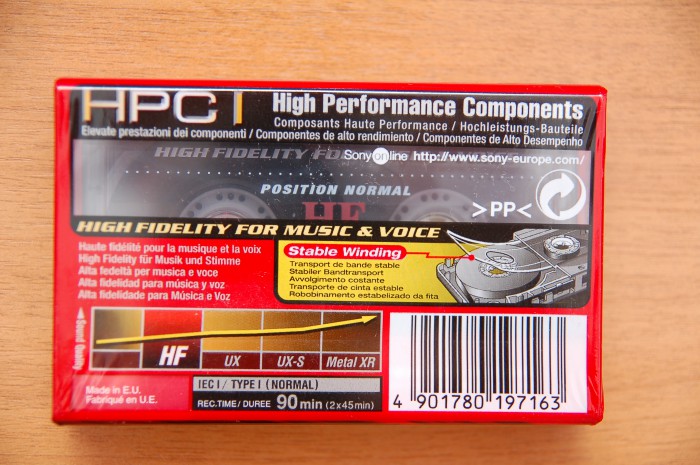 HPC I High Performance Components
Composants Haute Performance / Hochleistungs-Bauteile
Elevate prestazioni dei componenti / Componentes de alto rendimiento / Componentes de Alto Desempenho
HIGH FIDELITY FO
Sony online http://www.sony-europe.com/
POSITION NORMAL
HF
>PP<
HIGH FIDELITY FOR MUSIC & VOICE
Haute fidélité pour la musique et la voix
High Fidelity für Musik und Stimme
Alta fedeltà per musica e voce
Alta fidelidad para música y voz
Alta fidelidade para Música e Voz
Stable Winding
Transport de bande stable
Stabiler Bandtransport
Avvolgimento costante
Transporte de cinta estable
Robobinamento estabelizado da fita
Sound Quality
HF UX UX-S Metal XR
Made in E.U.
Fabriqué en U.E.
IEC I / TYPE I (NORMAL)
REC.TIME/DUREE 90 min (2x45min)
4 901780 197163